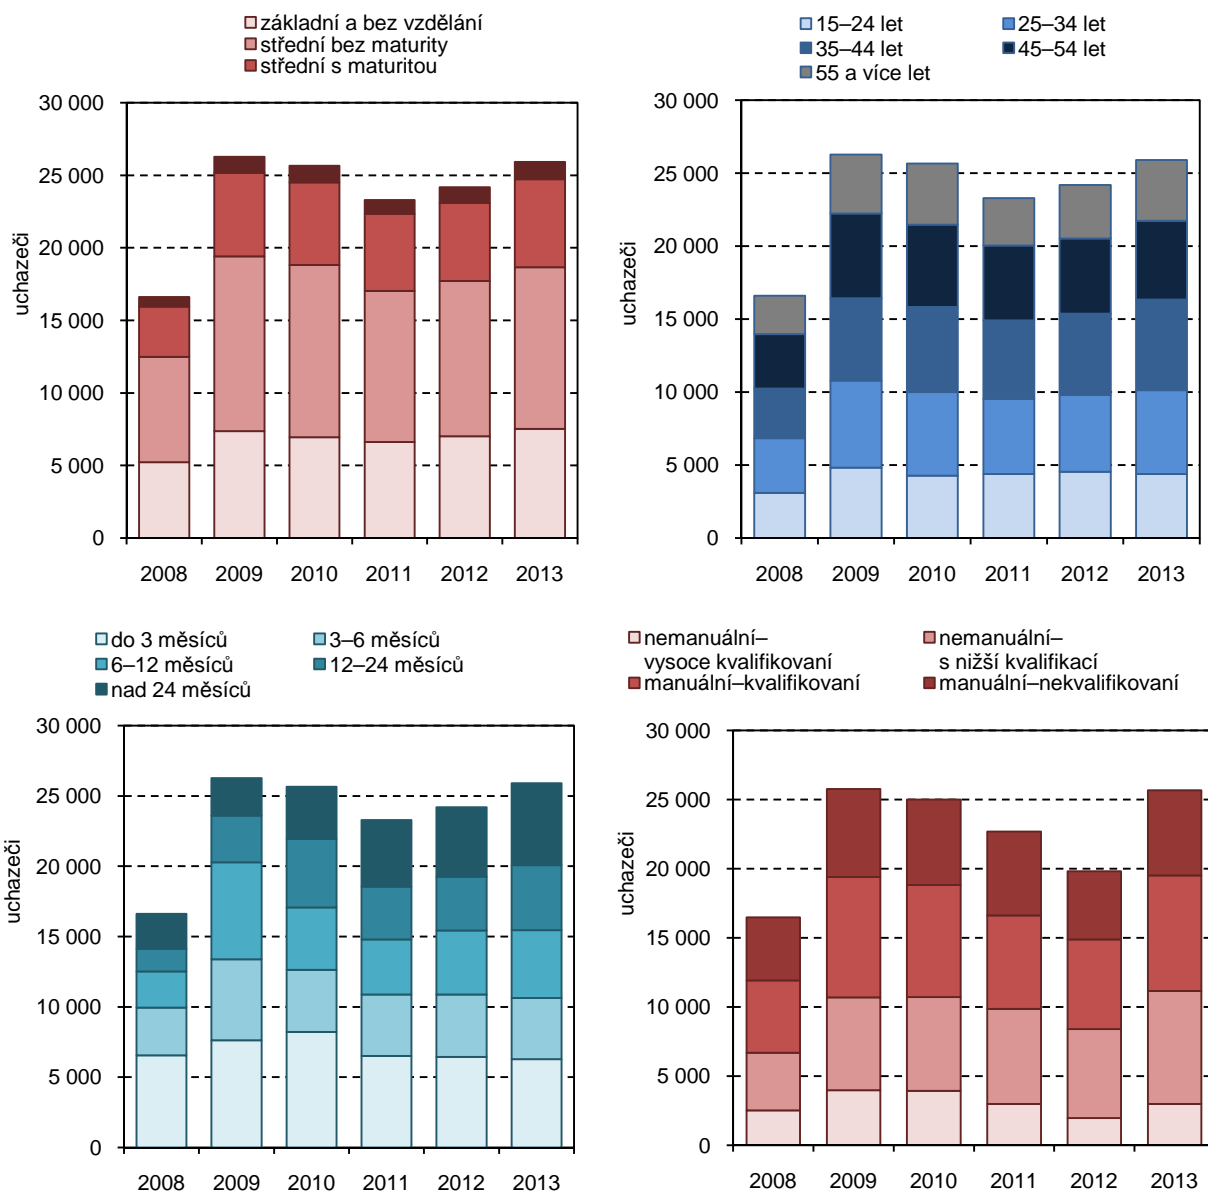 základní a bez vzdělání
střední bez maturity
střední s maturitou
30 000
25 000
20 000
15 000
10 000
5 000
0
uchazeči
2008 2009 2010 2011 2012 2013
15–24 let 25–34 let
35–44 let 45–54 let
55 a více let
30 000
25 000
20 000
15 000
10 000
5 000
0
uchazeči
2008 2009 2010 2011 2012 2013
do 3 měsíců 3–6 měsíců
6–12 měsíců 12–24 měsíců
nad 24 měsíců
30 000
25 000
20 000
15 000
10 000
5 000
0
uchazeči
2008 2009 2010 2011 2012 2013
nemanuální– nemanuální–
vysoce kvalifikovaní s nižší kvalifikací
manuální–kvalifikovaní manuální–nekvalifikovaní
30 000
25 000
20 000
15 000
10 000
5 000
0
uchazeči
2008 2009 2010 2011 2012 2013